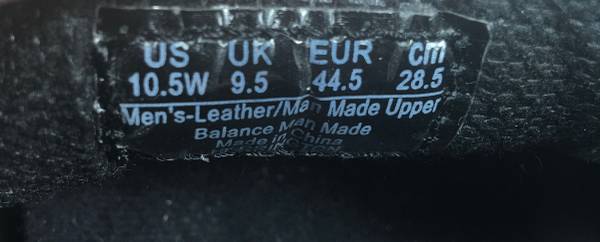 US UK EUR cm
10.5W 9.5 44.5 28.5
Men's-Leather/Man Made Upper
Balance Man Made
Made in China